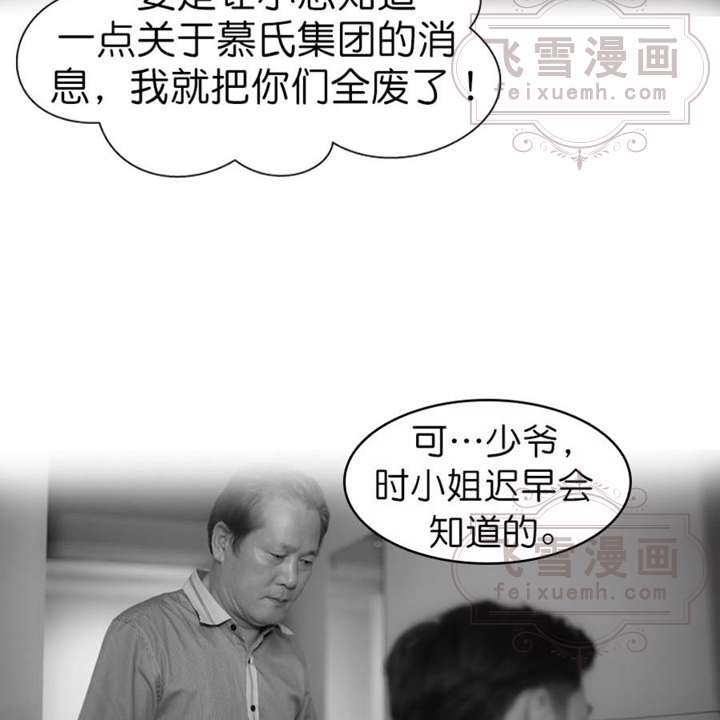 一点关于慕氏集团的消
息，我就把你们全废了！
飞雪漫画
feixuemh.com
可…少爷，
时小姐迟早会
知道的。
飞雪漫画
feixuemh.com